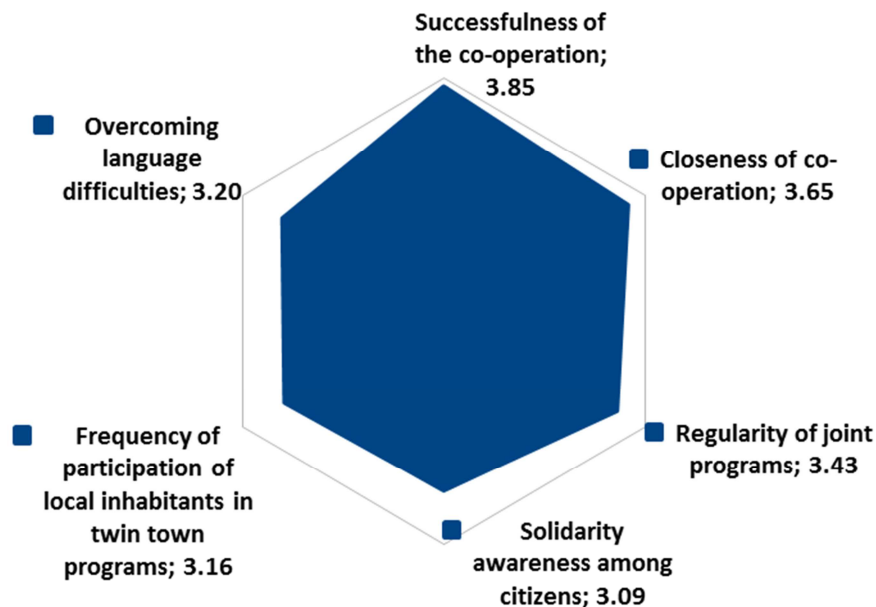 Successfulness of
the co-operation;
3.85
Closeness of co-
operation; 3.65
Regularity of joint
programs; 3.43
Solidarity
awareness among
citizens; 3.09
Frequency of
participation of
local inhabitants in
twin town
programs; 3.16
Overcoming
language
difficulties; 3.20